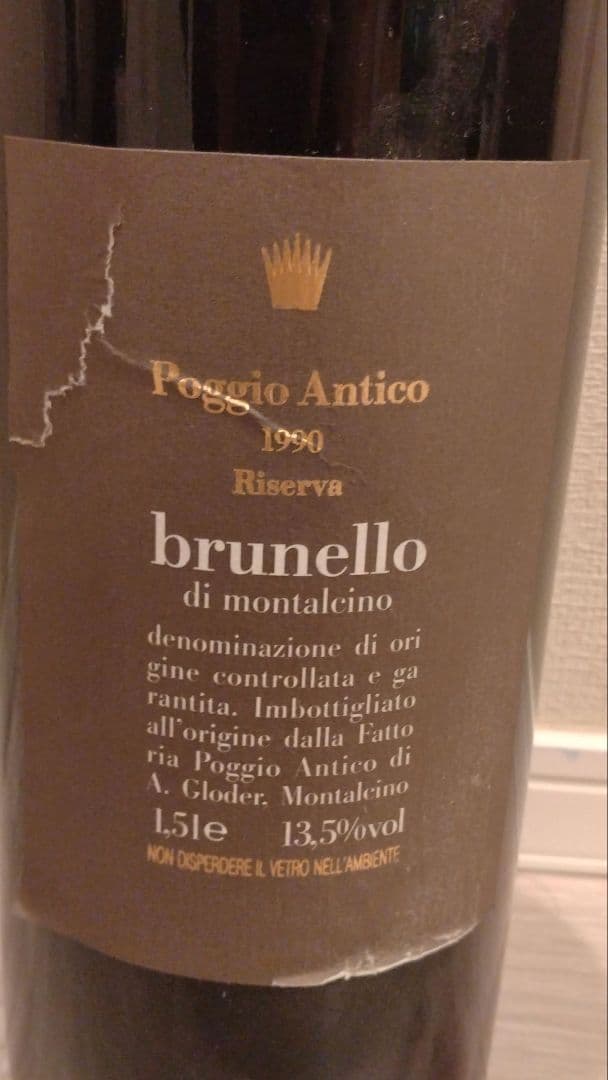 Poggio Antico
1990
Riserva
brunello
di montalcino
denominazione di ori
gine controllata e ga
rantita. Imbottigliato
all'origine dalla Fatto
ria Poggio Antico di
A. Gloder, Montalcino
1,5l e 13,5%vol
NON DISPERDERE IL VETRO NELL'AMBIENTE